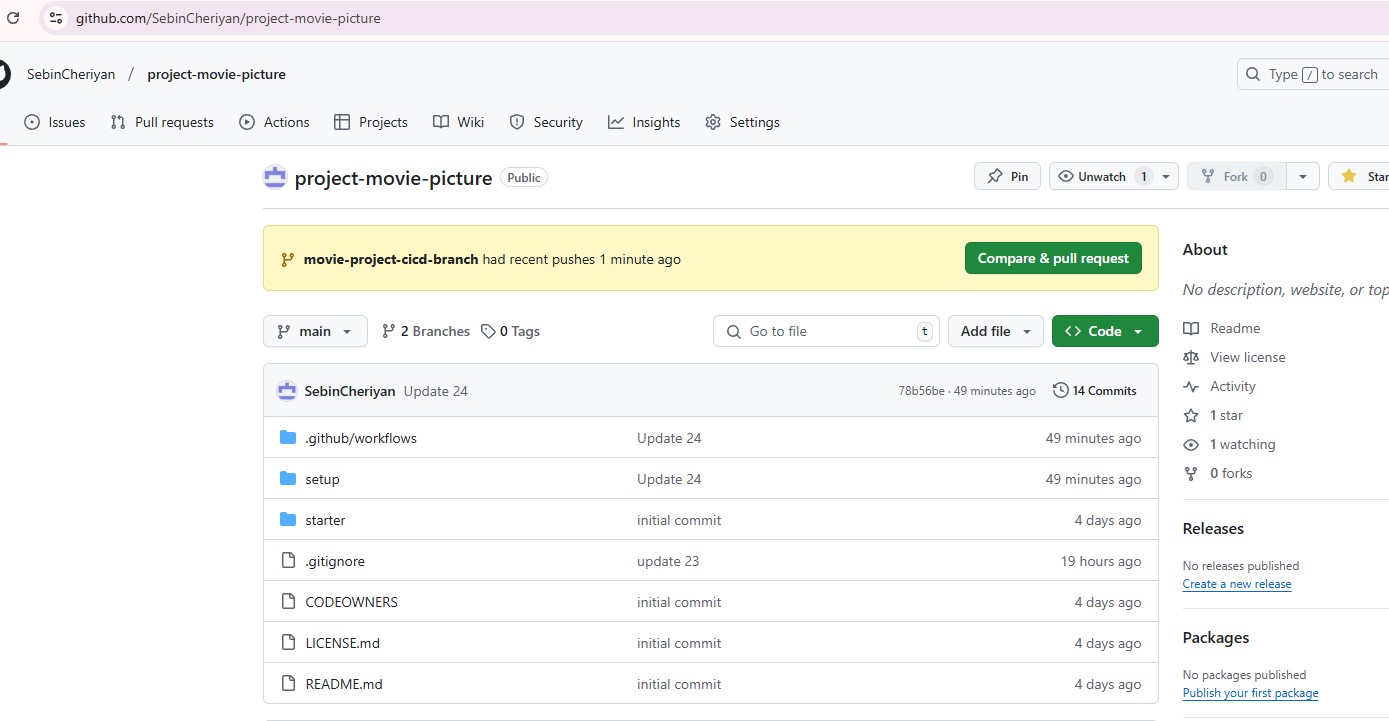 github.com/SebinCheriyan/project-movie-picture
SebinCheriyan / project-movie-picture
Type / to search
Issues Pull requests Actions Projects Wiki Security Insights Settings
project-movie-picture Public
Pin Unwatch 1 Fork 0 Star
movie-project-cicd-branch had recent pushes 1 minute ago
Compare & pull request
main 2 Branches 0 Tags
Go to file t Add file <> Code
SebinCheriyan Update 24 78b56be · 49 minutes ago 14 Commits
.github/workflows Update 24 49 minutes ago
setup Update 24 49 minutes ago
starter initial commit 4 days ago
.gitignore update 23 19 hours ago
CODEOWNERS initial commit 4 days ago
LICENSE.md initial commit 4 days ago
README.md initial commit 4 days ago
About
No description, website, or top
Readme
View license
Activity
1 star
1 watching
0 forks
Releases
No releases published
Create a new release
Packages
No packages published
Publish your first package